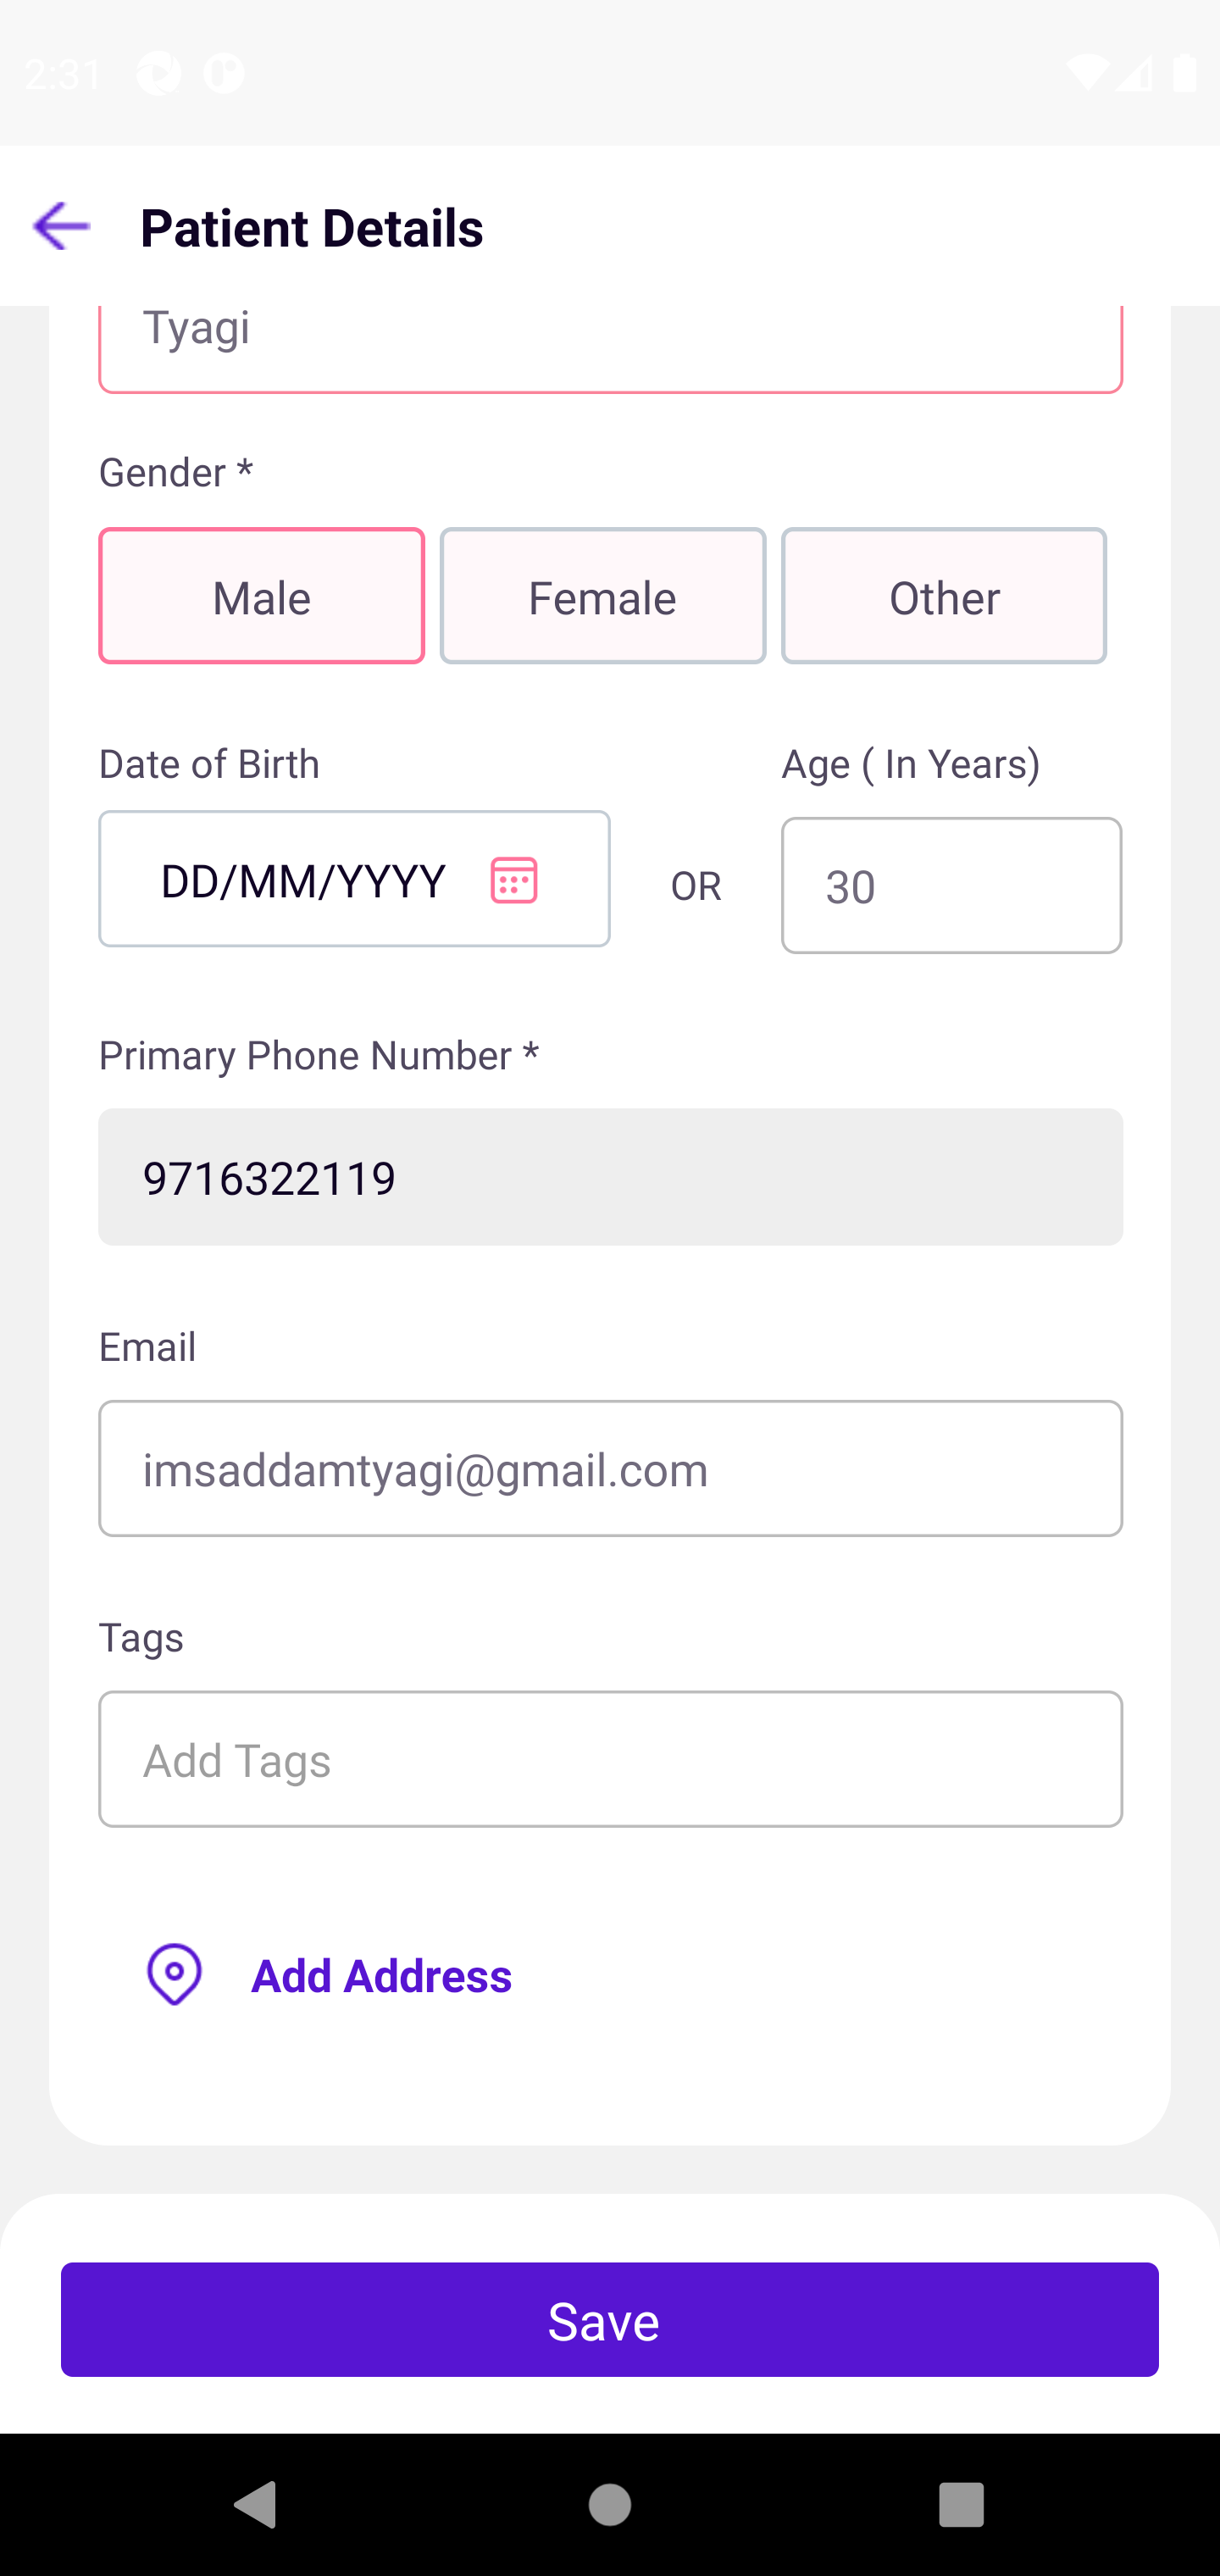 2:31
Patient Details
Tyagi
Gender *
Male Female Other
Date of Birth Age ( In Years)
DD/MM/YYYY OR 30
Primary Phone Number *
9716322119
Email
imsaddamtyagi@gmail.com
Tags
Add Tags
Add Address
Save